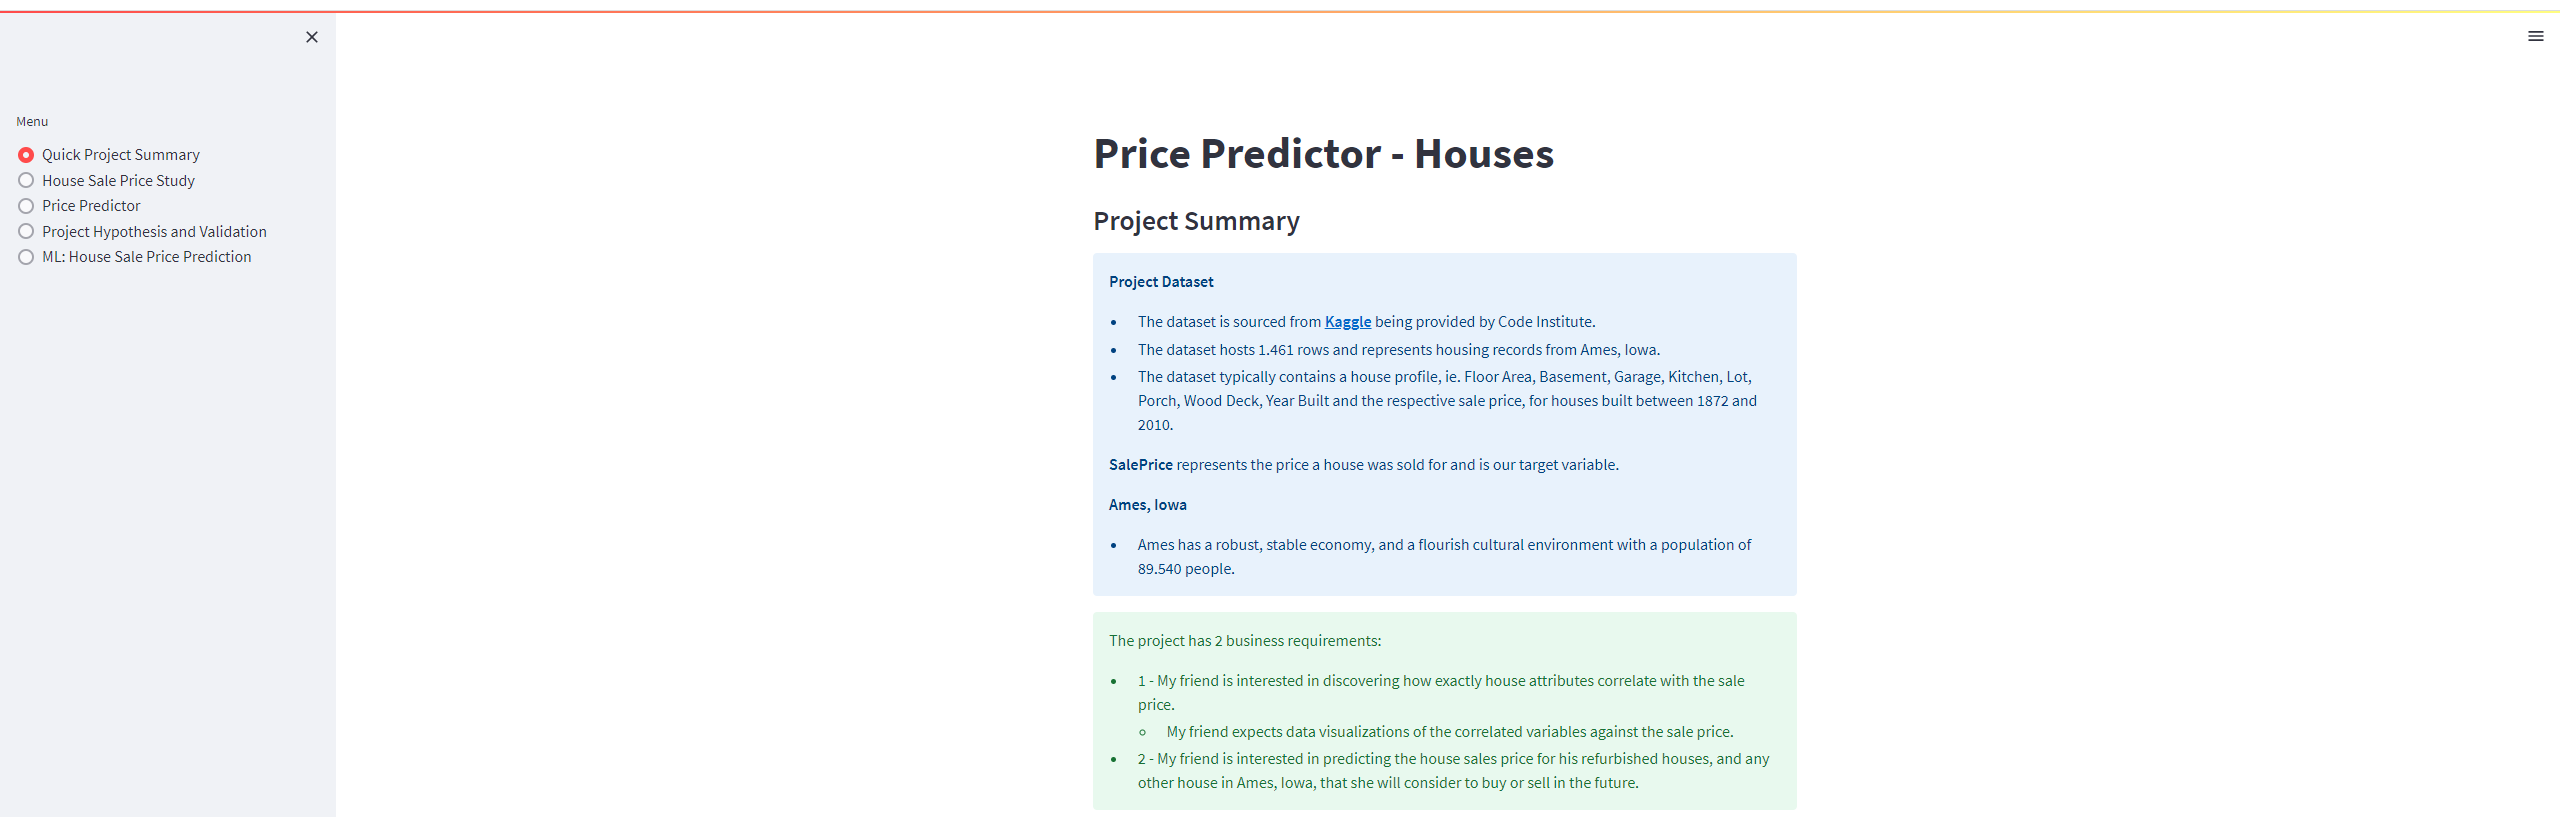 Menu
Quick Project Summary
House Sale Price Study
Price Predictor
Project Hypothesis and Validation
ML: House Sale Price Prediction
Price Predictor - Houses
Project Summary
Project Dataset
• The dataset is sourced from Kaggle being provided by Code Institute.
• The dataset hosts 1.461 rows and represents housing records from Ames, Iowa.
• The dataset typically contains a house profile, ie. Floor Area, Basement, Garage, Kitchen, Lot,
Porch, Wood Deck, Year Built and the respective sale price, for houses built between 1872 and
2010.
SalePrice represents the price a house was sold for and is our target variable.
Ames, Iowa
• Ames has a robust, stable economy, and a flourish cultural environment with a population of
89.540 people.
The project has 2 business requirements:
• 1 - My friend is interested in discovering how exactly house attributes correlate with the sale
price.
◦ My friend expects data visualizations of the correlated variables against the sale price.
• 2 - My friend is interested in predicting the house sales price for his refurbished houses, and any
other house in Ames, Iowa, that she will consider to buy or sell in the future.